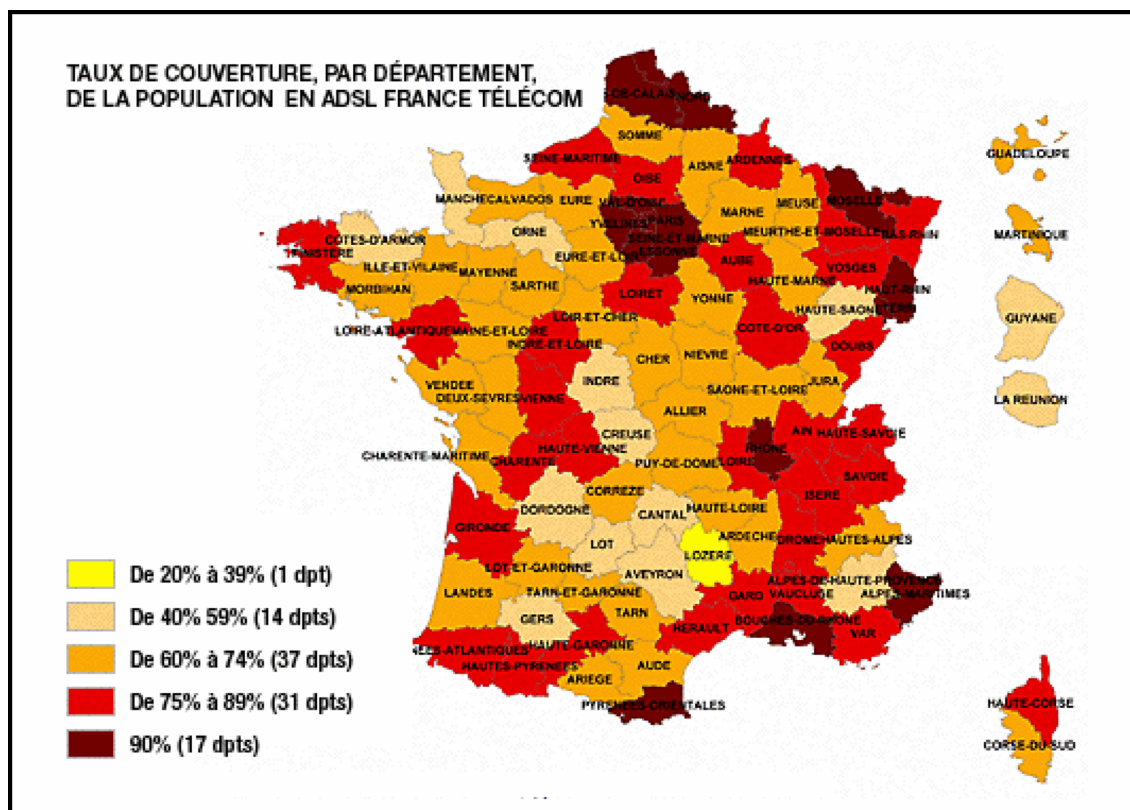 TAUX DE COUVERTURE, PAR DÉPARTEMENT,
DE LA POPULATION EN ADSL FRANCE TÉLÉCOM
-DE-CALAIS
NORD
SOMME
SEINE-MARITIME
AISNE
ARDENNES
OISE
GUADELOUPE
MANCHE
CALVADOS
EURE
VAL-D'OISE
MEUSE
MOSELLE
YVELINES
PARIS
MARNE
MEURTHE-ET-MOSELLE
BAS-RHIN
MARTINIQUE
ORNE
SEINE-ET-MARNE
ESSONNE
COTES-D'ARMOR
FINISTERE
EURE-ET-LOIR
AUBE
VOSGES
ILLE-ET-VILAINE
MAYENNE
SARTHE
HAUTE-MARNE
MORBIHAN
LOIRET
YONNE
HAUT-RHIN
HAUTE-SAONE
TERRI
GUYANE
LOIRE-ATLANTIQUE
MAINE-ET-LOIRE
LOIR-ET-CHER
INDRE-ET-LOIRE
COTE-D'OR
DOUBS
CHER
NIEVRE
VENDEE
DEUX-SEVRES
VIENNE
INDRE
SAONE-ET-LOIRE
JURA
LA REUNION
ALLIER
CREUSE
AIN
HAUTE-SAVOIE
CHARENTE-MARITIME
CHARENTE
HAUTE-VIENNE
PUY-DE-DOME
LOIRE
RHONE
SAVOIE
CORREZE
ISERE
DORDOGNE
CANTAL
HAUTE-LOIRE
GIRONDE
ARDECHE
DROME
HAUTES-ALPES
LOT
LOZERE
LOT-ET-GARONNE
AVEYRON
LANDES
TARN-ET-GARONNE
GARD
VAUCLUSE
ALPES-DE-HAUTE-PROVENCE
ALPES-MARITIMES
GERS
TARN
HERAULT
BOUCHES-DU-RHONE
VAR
NEES-ATLANTIQUES
HAUTE-GARONNE
HAUTES-PYRENEES
AUDE
ARIEGE
PYRENEES-ORIENTALES
HAUTE-CORSE
CORSE-DU-SUD
De 20% à 39% (1 dpt)
De 40% 59% (14 dpts)
De 60% à 74% (37 dpts)
De 75% à 89% (31 dpts)
90% (17 dpts)